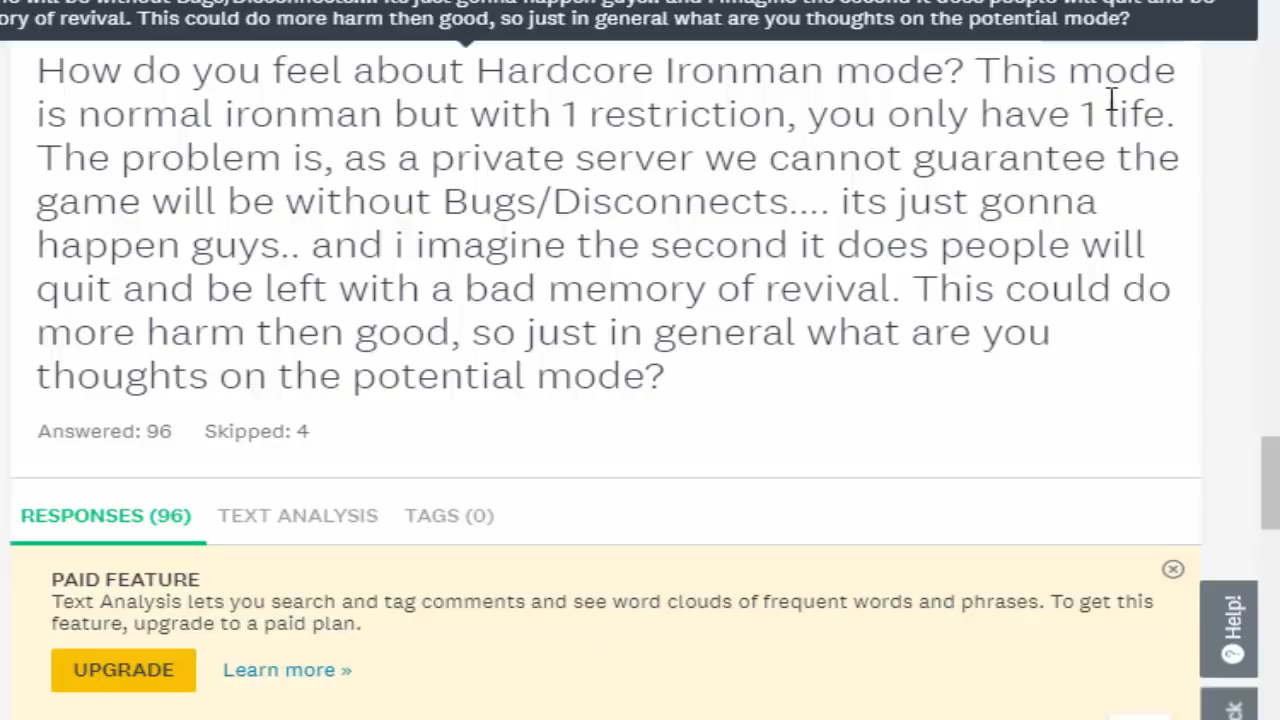 ory of revival. This could do more harm then good, so just in general what are you thoughts on the potential mode?
How do you feel about Hardcore Ironman mode? This mode
is normal ironman but with 1 restriction, you only have 1 life.
The problem is, as a private server we cannot guarantee the
game will be without Bugs/Disconnects.... its just gonna
happen guys.. and i imagine the second it does people will
quit and be left with a bad memory of revival. This could do
more harm then good, so just in general what are you
thoughts on the potential mode?
Answered: 96 Skipped: 4
RESPONSES (96) TEXT ANALYSIS TAGS (0)
PAID FEATURE
Text Analysis lets you search and tag comments and see word clouds of frequent words and phrases. To get this
feature, upgrade to a paid plan.
UPGRADE Learn more »
? Help!